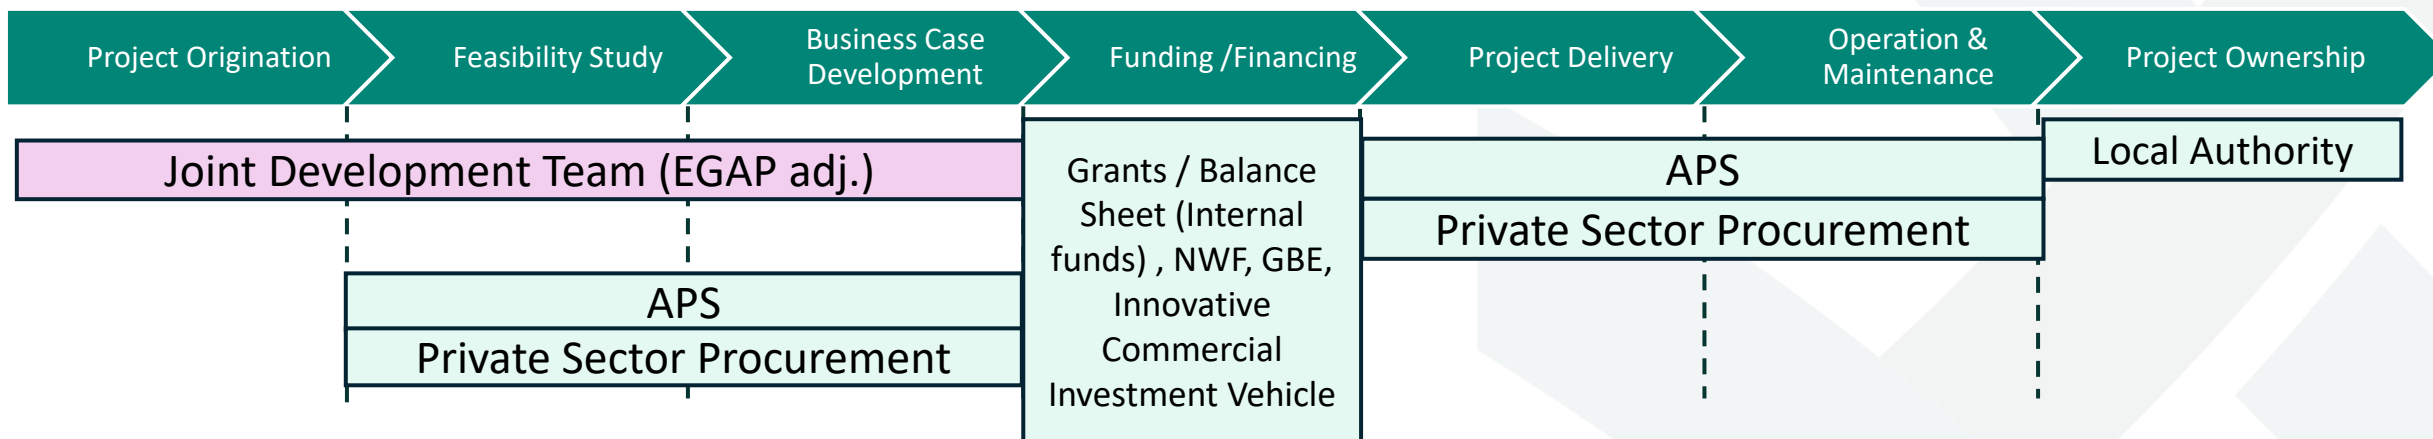 Project Origination
Feasibility Study
Business Case
Development
Funding /Financing
Project Delivery
Operation &
Maintenance
Project Ownership
Joint Development Team (EGAP adj.)
APS
Private Sector Procurement
Grants / Balance
Sheet (Internal
funds) , NWF, GBE,
Innovative
Commercial
Investment Vehicle
APS
Private Sector Procurement
Local Authority